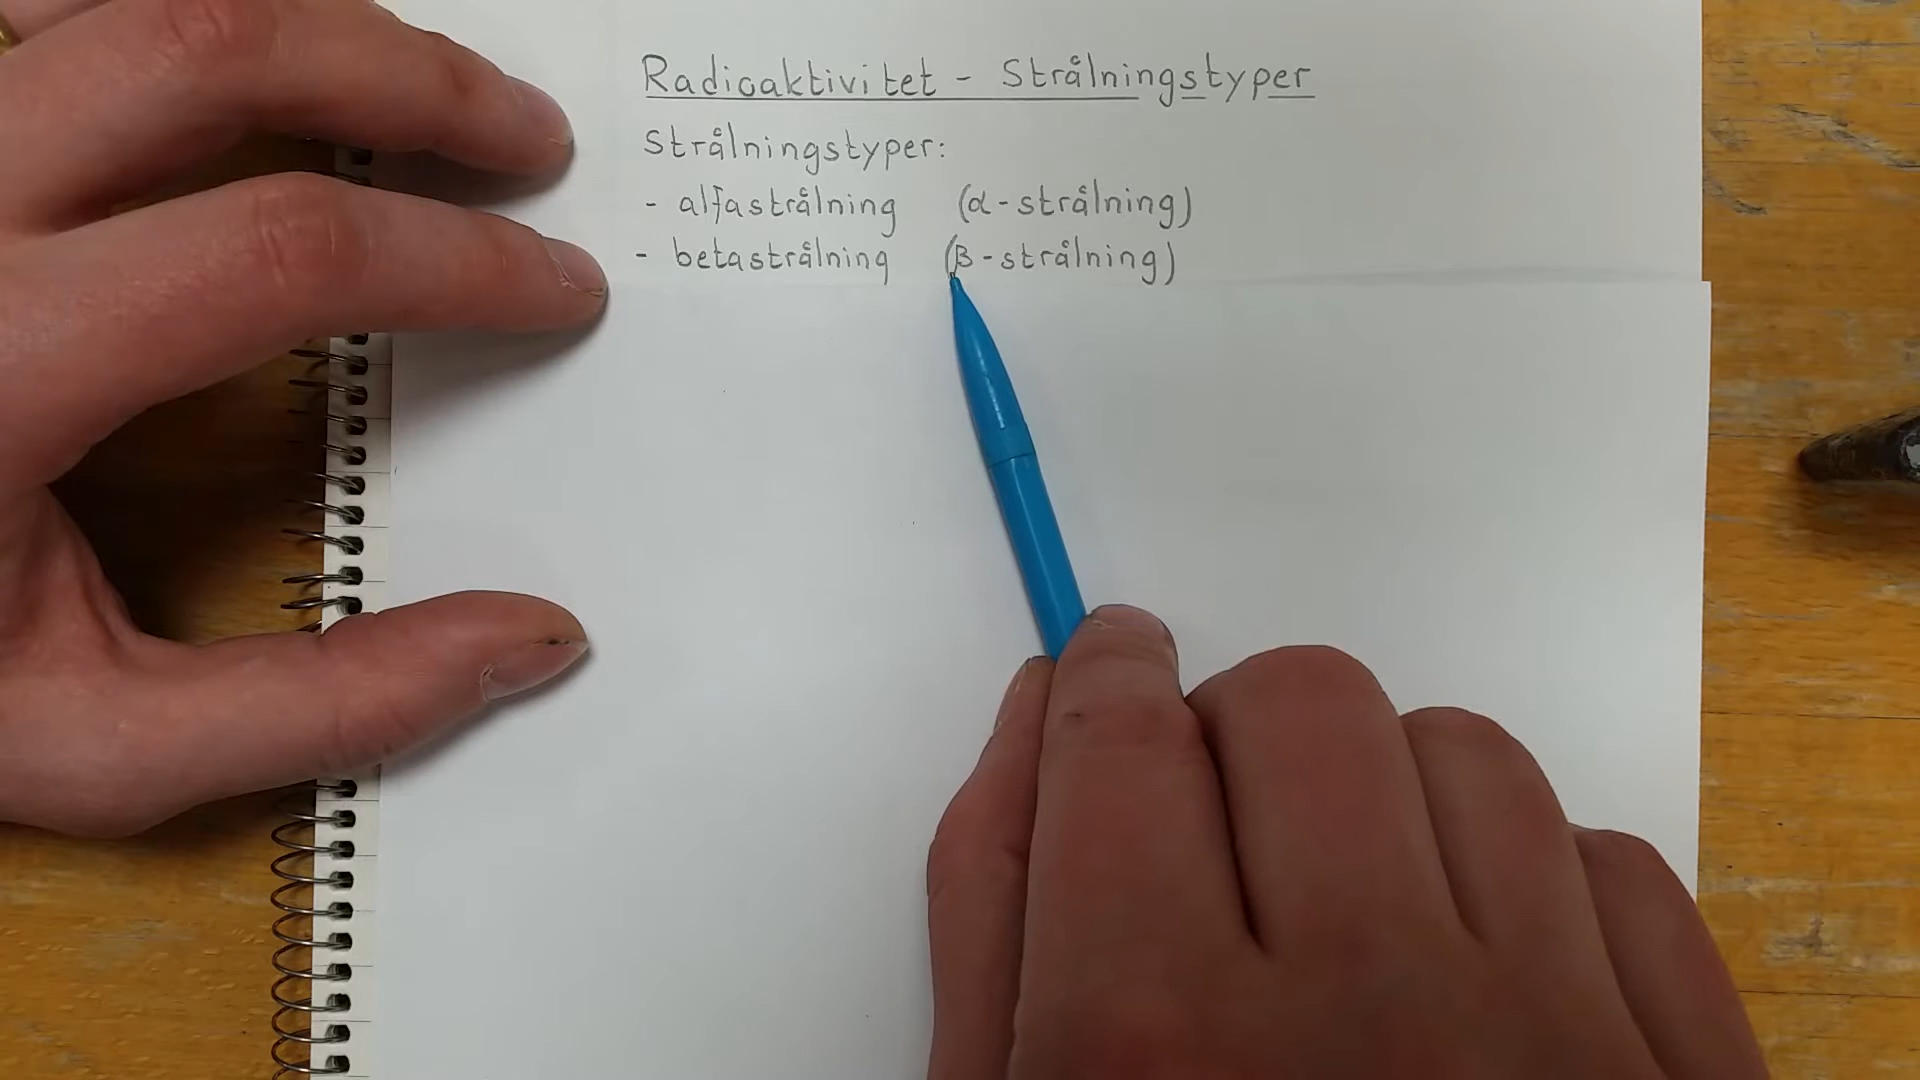 Radioaktivitet - Strålningstyper
Strålningstyper:
- alfastrålning (α-strålning)
- betastrålning (β-strålning)